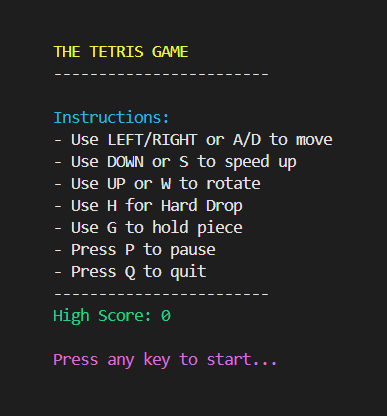 THE TETRIS GAME
------------------------
Instructions:
- Use LEFT/RIGHT or A/D to move
- Use DOWN or S to speed up
- Use UP or W to rotate
- Use H for Hard Drop
- Use G to hold piece
- Press P to pause
- Press Q to quit
------------------------
High Score: 0
Press any key to start...